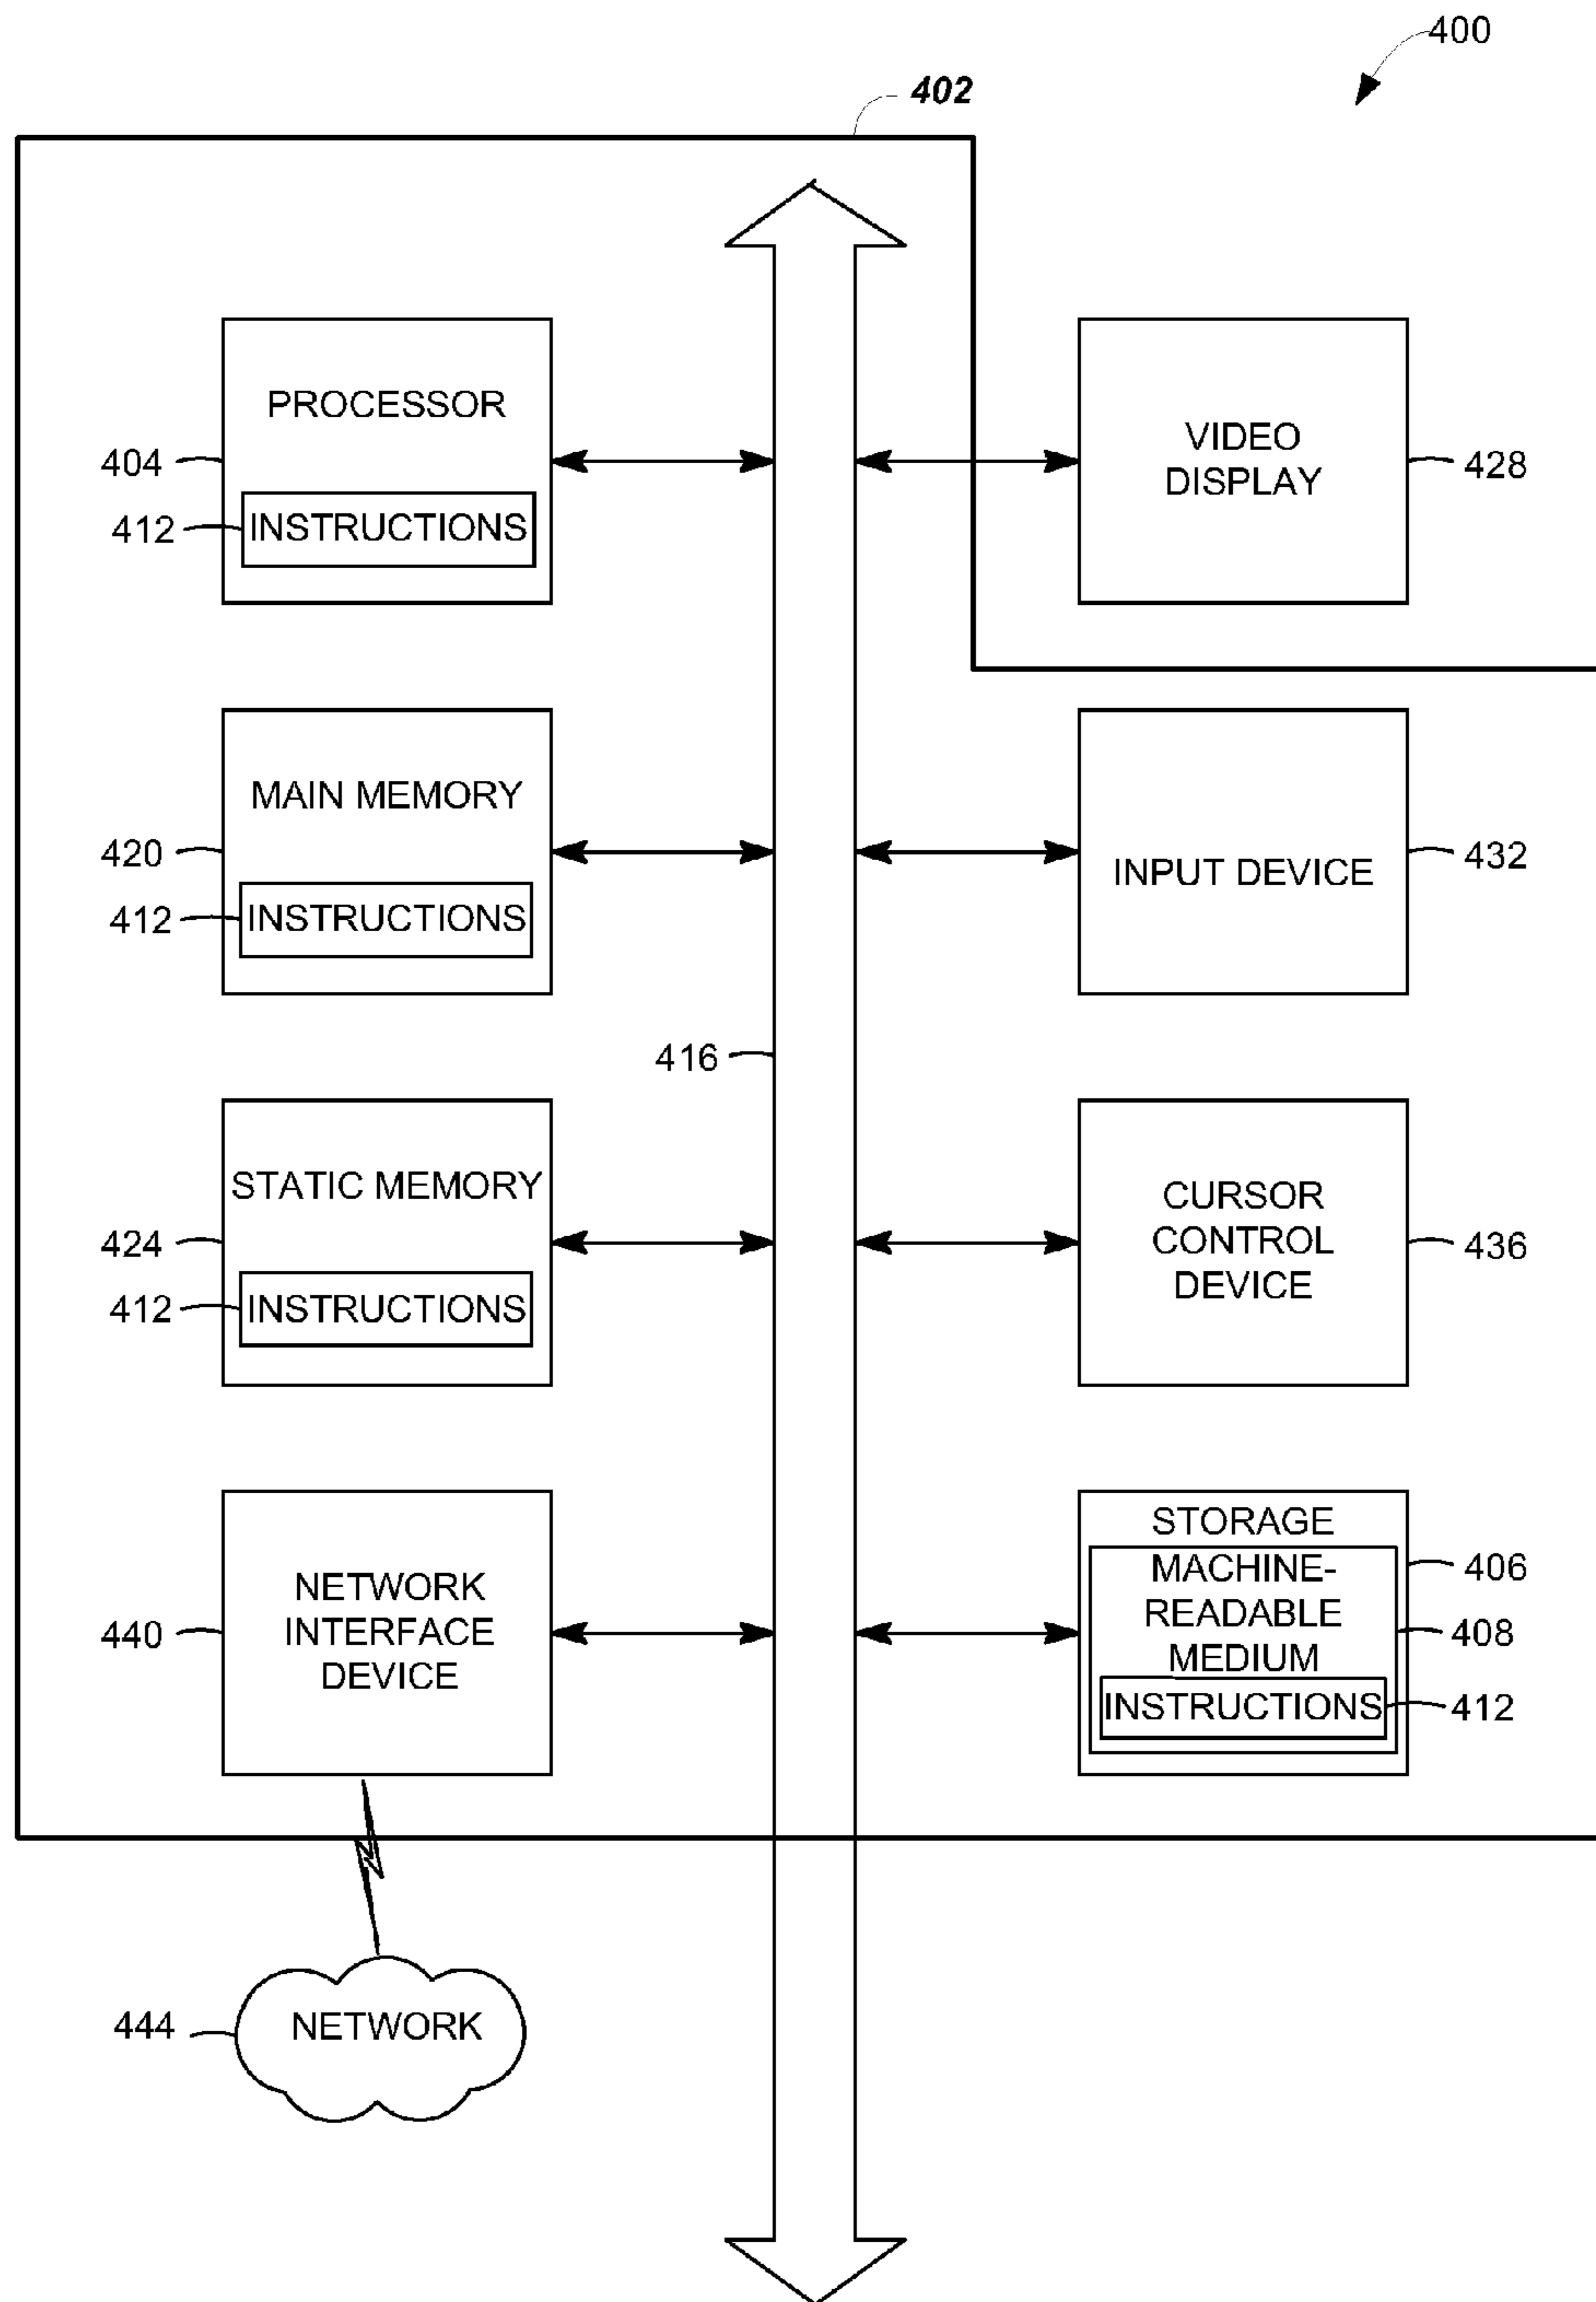 400
402
PROCESSOR
404
412
INSTRUCTIONS
VIDEO
DISPLAY
428
MAIN MEMORY
420
412
INSTRUCTIONS
INPUT DEVICE
432
416
STATIC MEMORY
424
412
INSTRUCTIONS
CURSOR
CONTROL
DEVICE
436
NETWORK
INTERFACE
DEVICE
440
STORAGE
MACHINE-
READABLE
MEDIUM
INSTRUCTIONS
406
408
412
444
NETWORK